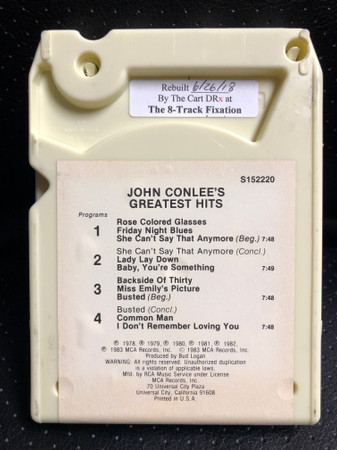 Rebuilt 6/26/18
By The Cart DRx at
The 8-Track Fixation
S152220
JOHN CONLEE'S
GREATEST HITS
Programs
1
Rose Colored Glasses
Friday Night Blues
She Can't Say That Anymore (Beg.) 7:48
2
She Can't Say That Anymore (Concl.)
Lady Lay Down
Baby, You're Something 7:49
3
Backside Of Thirty
Miss Emily's Picture
Busted (Beg.) 7:48
4
Busted (Concl.)
Common Man
I Don't Remember Loving You 7:48
℗ 1978, ℗ 1979, ℗ 1980, ℗ 1981, ℗ 1982,
℗ 1983 MCA Records, Inc. © 1983 MCA Records, Inc.
Produced by Bud Logan
WARNING: All rights reserved. Unauthorized duplication
is a violation of applicable laws.
Mfd. by RCA Music Service under License
MCA Records, Inc.
70 Universal City Plaza
Universal City, California 91608
Printed in U.S.A.